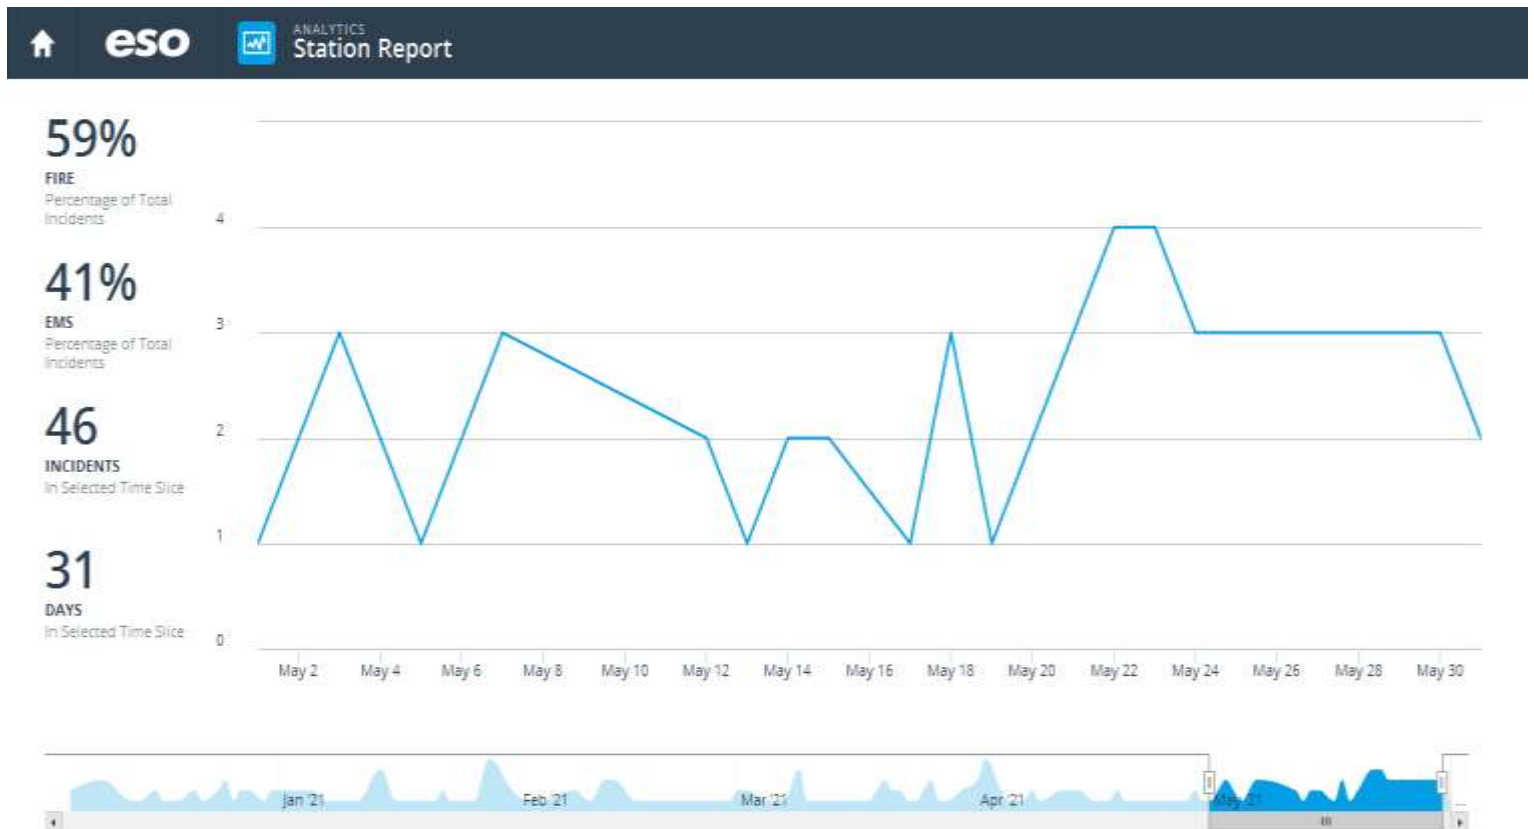 eso
ANALYTICS
Station Report
59%
FIRE
Percentage of Total
Incidents
41%
EMS
Percentage of Total
Incidents
46
INCIDENTS
In Selected Time Slice
31
DAYS
In Selected Time Slice
4
3
2
1
0
May 2 May 4 May 6 May 8 May 10 May 12 May 14 May 16 May 18 May 20 May 22 May 24 May 26 May 28 May 30
Jan '21 Feb '21 Mar '21 Apr '21 May '21 ...